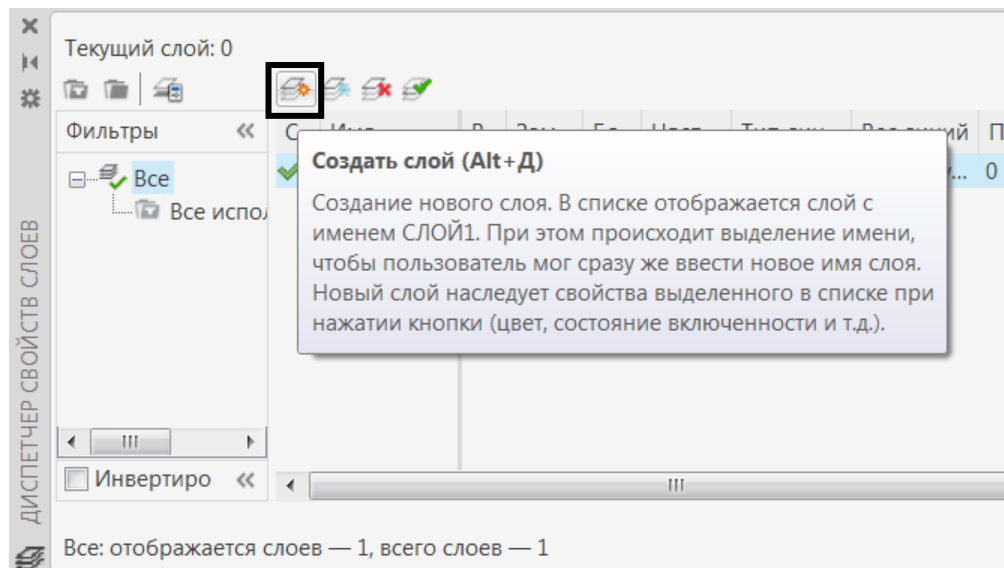 Текущий слой: 0
Фильтры
Все
Все испол
Создать слой (Alt+Д)
Создание нового слоя. В списке отображается слой с
именем СЛОЙ1. При этом происходит выделение имени,
чтобы пользователь мог сразу же ввести новое имя слоя.
Новый слой наследует свойства выделенного в списке при
нажатии кнопки (цвет, состояние включенности и т.д.).
0
Инвертиро
Все: отображается слоев — 1, всего слоев — 1
ДИСПЕТЧЕР СВОЙСТВ СЛОЕВ